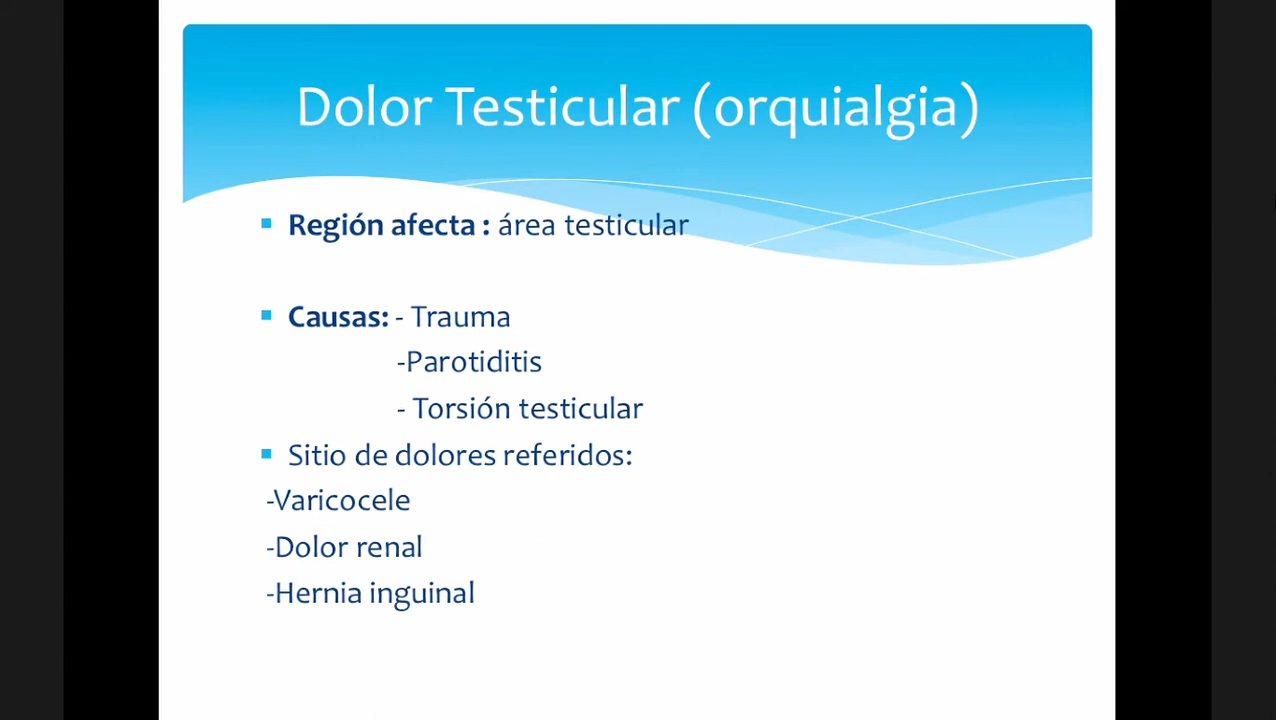 Dolor Testicular (orquialgia)
Región afecta : área testicular
Causas: - Trauma
-Parotiditis
- Torsión testicular
Sitio de dolores referidos:
-Varicocele
-Dolor renal
-Hernia inguinal